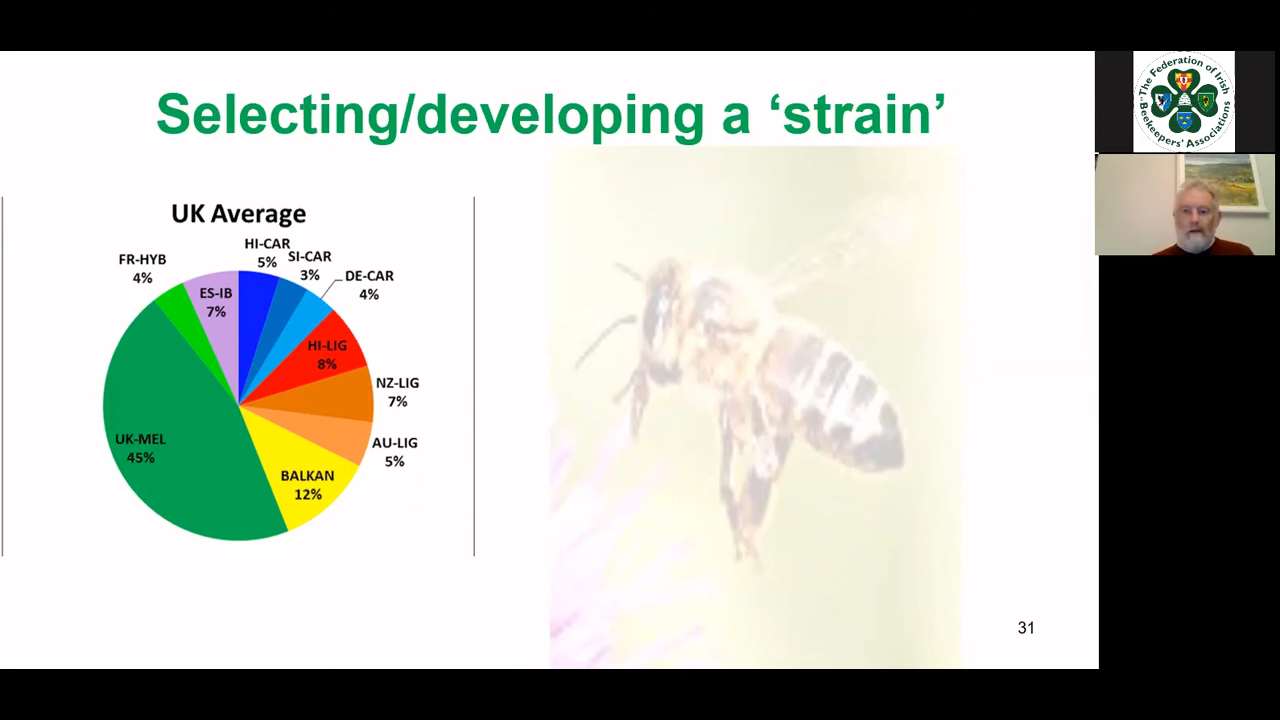 Selecting/developing a ‘strain’
UK Average
HI-CAR
5%
SI-CAR
3%
DE-CAR
4%
FR-HYB
4%
ES-IB
7%
HI-LIG
8%
NZ-LIG
7%
AU-LIG
5%
BALKAN
12%
UK-MEL
45%
31
"The Federation of Irish
Beekeepers' Associations"